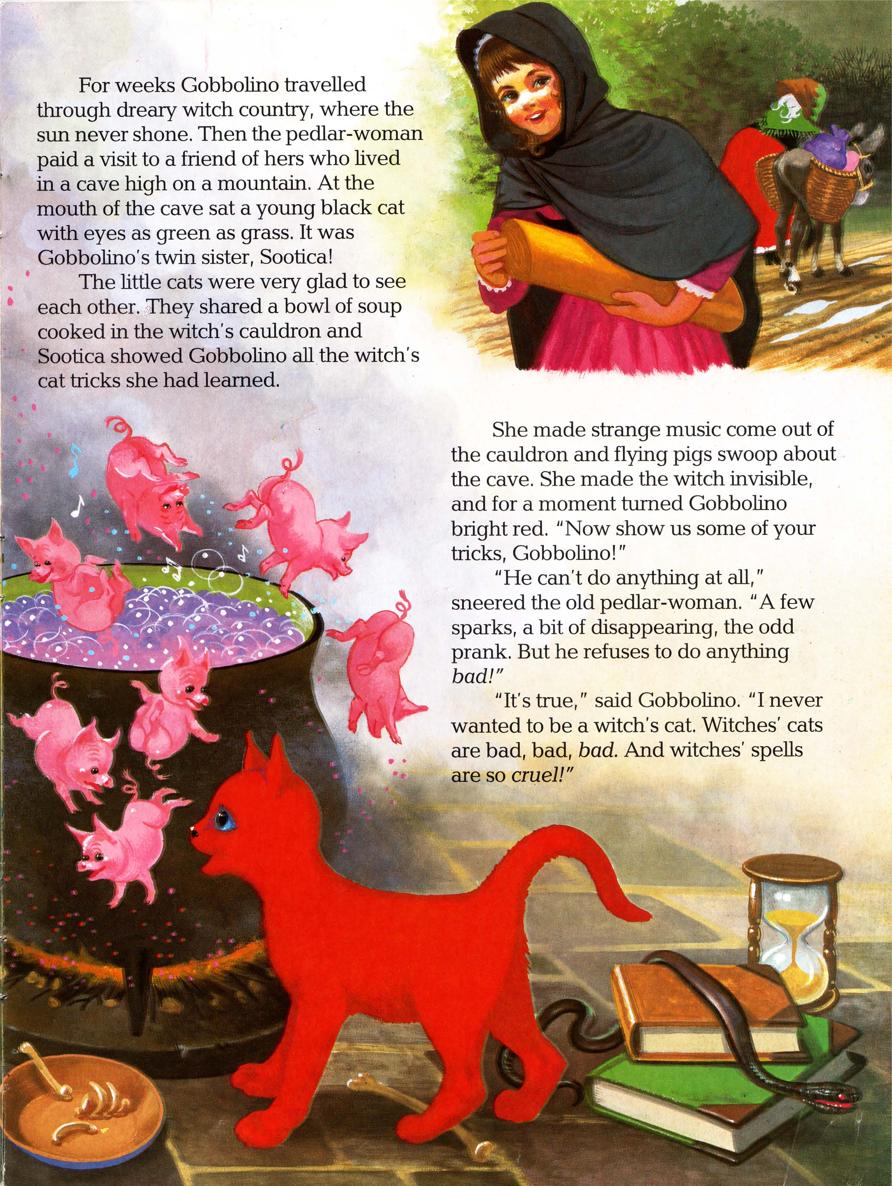 For weeks Gobbolino travelled
through dreary witch country, where the
sun never shone. Then the pedlar-woman
paid a visit to a friend of hers who lived
in a cave high on a mountain. At the
mouth of the cave sat a young black cat
with eyes as green as grass. It was
Gobbolino's twin sister, Sootica!
The little cats were very glad to see
each other. They shared a bowl of soup
cooked in the witch's cauldron and
Sootica showed Gobbolino all the witch's
cat tricks she had learned.
She made strange music come out of
the cauldron and flying pigs swoop about
the cave. She made the witch invisible,
and for a moment turned Gobbolino
bright red. “Now show us some of your
tricks, Gobbolino!”
“He can't do anything at all,”
sneered the old pedlar-woman. “A few
sparks, a bit of disappearing, the odd
prank. But he refuses to do anything
bad!”
“It's true,” said Gobbolino. “I never
wanted to be a witch's cat. Witches' cats
are bad, bad, bad. And witches' spells
are so cruel!”